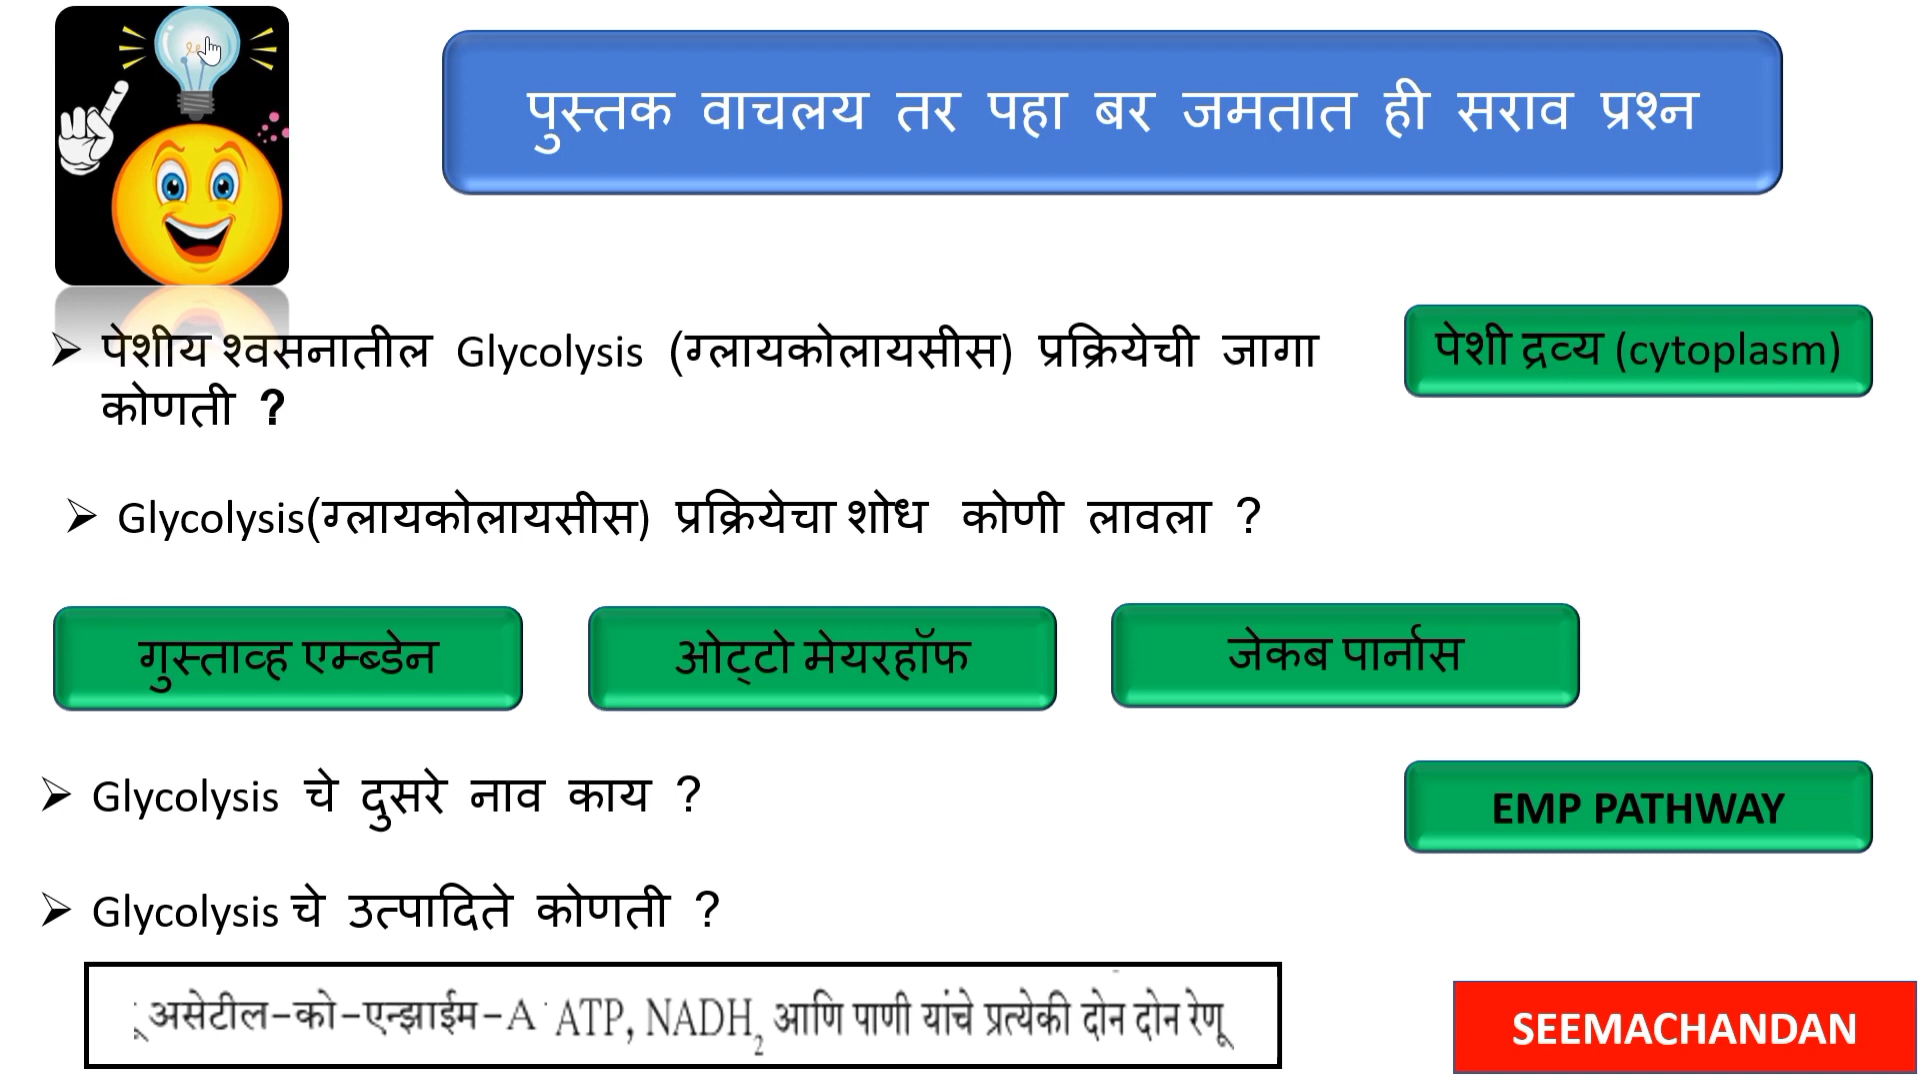 पुस्तक वाचलय तर पहा बर जमतात ही सराव प्रश्न
➢ पेशीय श्वसनातील Glycolysis (ग्लायकोलायसीस) प्रक्रियेची जागा
कोणती ?
पेशी द्रव्य (cytoplasm)
➢ Glycolysis(ग्लायकोलायसीस) प्रक्रियेचा शोध कोणी लावला ?
गुस्ताव्ह एम्ब्डेन
ओट्टो मेयरहॉफ
जेकब पार्नास
➢ Glycolysis चे दुसरे नाव काय ?
EMP PATHWAY
➢ Glycolysis चे उत्पादिते कोणती ?
असेटील-को-एन्झाईम-A ATP, NADH₂ आणि पाणी यांचे प्रत्येकी दोन दोन रेणू
SEEMACHANDAN